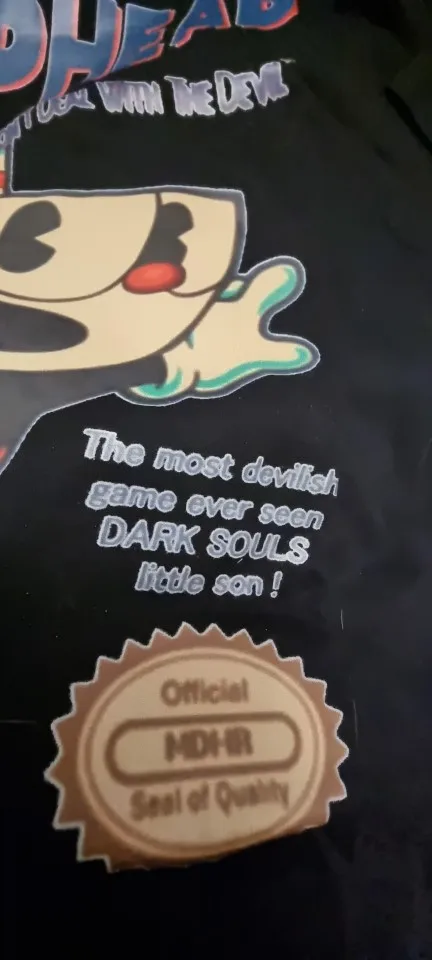 DHEAD
DEAL WITH THE DEVIL
The most devilish
game ever seen
DARK SOULS
little son !
Official
MDHR
Seal of Quality